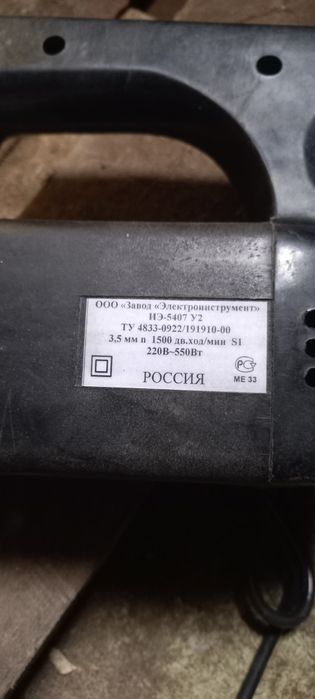 ООО «Завод «Электроинструмент»
ИЭ-5407 У2
ТУ 4833-0922/191910-00
3,5 мм n 1500 дв.ход/мин S1
220В~550Вт
РОССИЯ
РС
МЕ 33